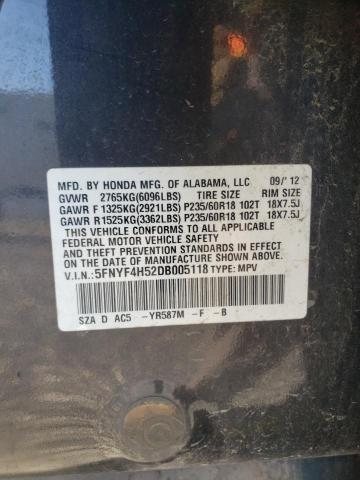 MFD. BY HONDA MFG. OF ALABAMA, LLC 09/'12
GVWR 2765KG(6096LBS) TIRE SIZE RIM SIZE
GAWR F 1325KG(2921LBS) P235/60R18 102T 18X7.5J
GAWR R 1525KG(3362LBS) P235/60R18 102T 18X7.5J
THIS VEHICLE CONFORMS TO ALL APPLICABLE
FEDERAL MOTOR VEHICLE SAFETY, BUMPER,
AND THEFT PREVENTION STANDARDS IN EFFECT
ON THE DATE OF MANUFACTURE SHOWN ABOVE.
V.I.N.: 5FNYF4H52DB005118 TYPE: MPV
SZA D AC5 -YR587M -F -B